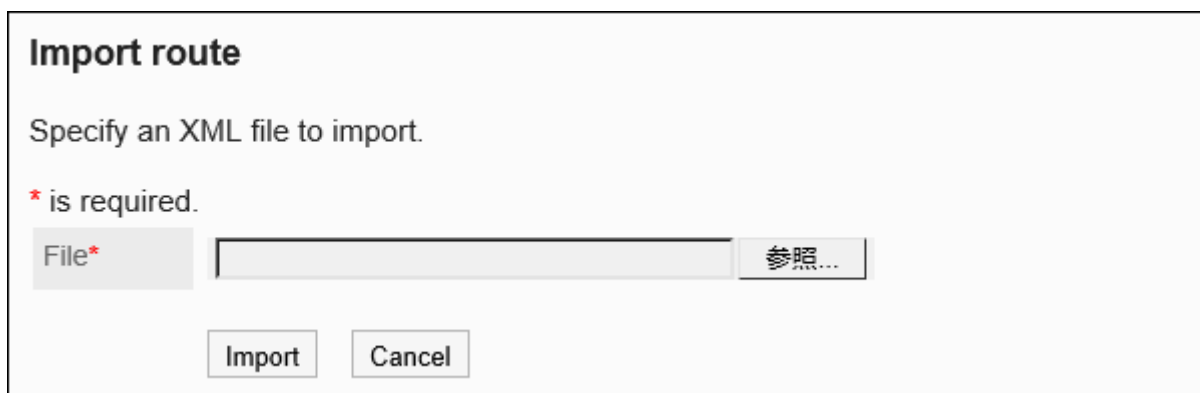 Import route
Specify an XML file to import.
* is required.
File* 参照...
Import Cancel